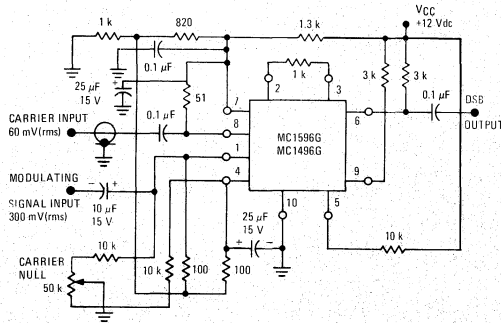 1 k
820
1.3 k
VCC
+12 Vdc
0.1 µF
1 k
3 k
3 k
25 µF
15 V
+
51
2
3
0.1 µF
CARRIER INPUT
60 mV(rms)
0.1 µF
7
6
DSB
OUTPUT
8
MC1596G
MC1496G
MODULATING
SIGNAL INPUT
300 mV(rms)
1
4
9
- +
10 µF
15 V
10
5
25 µF
15 V
+ -
10 k
10 k
CARRIER
NULL
50 k
10 k
100
100